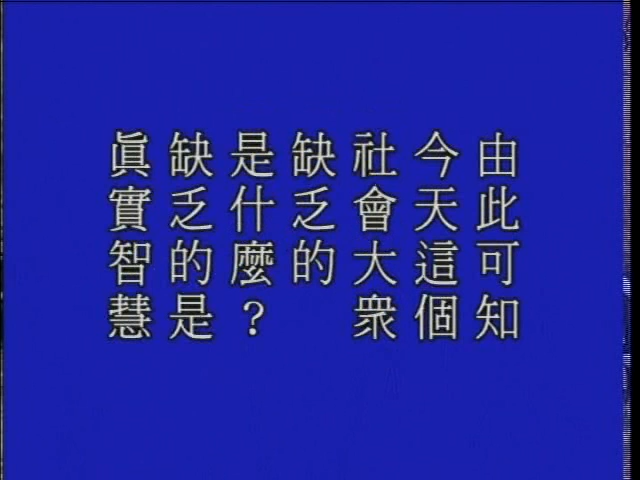 由此可知
今天這個
社會大眾
缺乏的
是什麼？
缺乏的是
眞實智慧